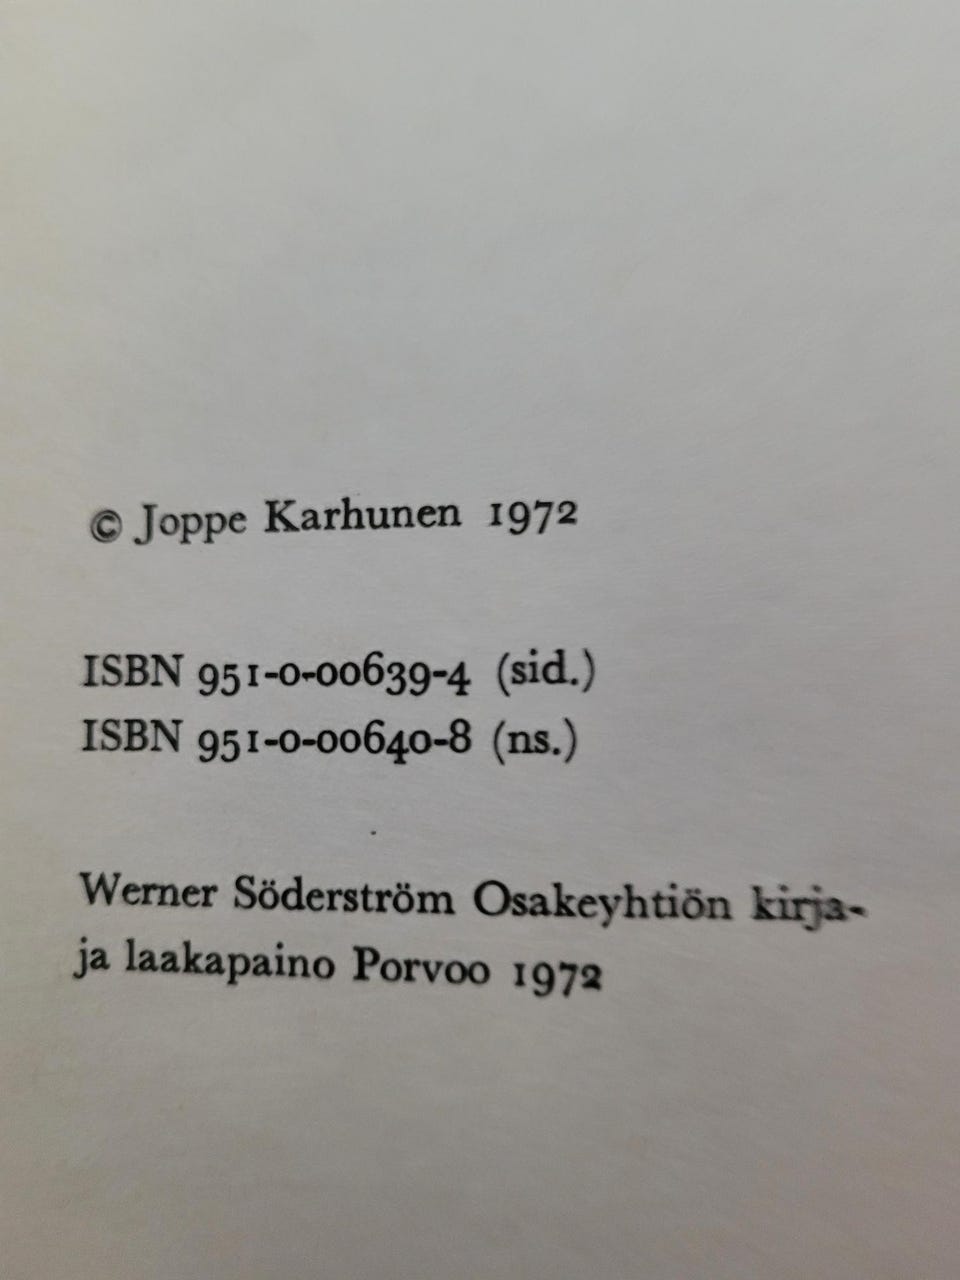 © Joppe Karhunen 1972
ISBN 951-0-00639-4 (sid.)
ISBN 951-0-00640-8 (ns.)
Werner Söderström Osakeyhtiön kirja-
ja laakapaino Porvoo 1972